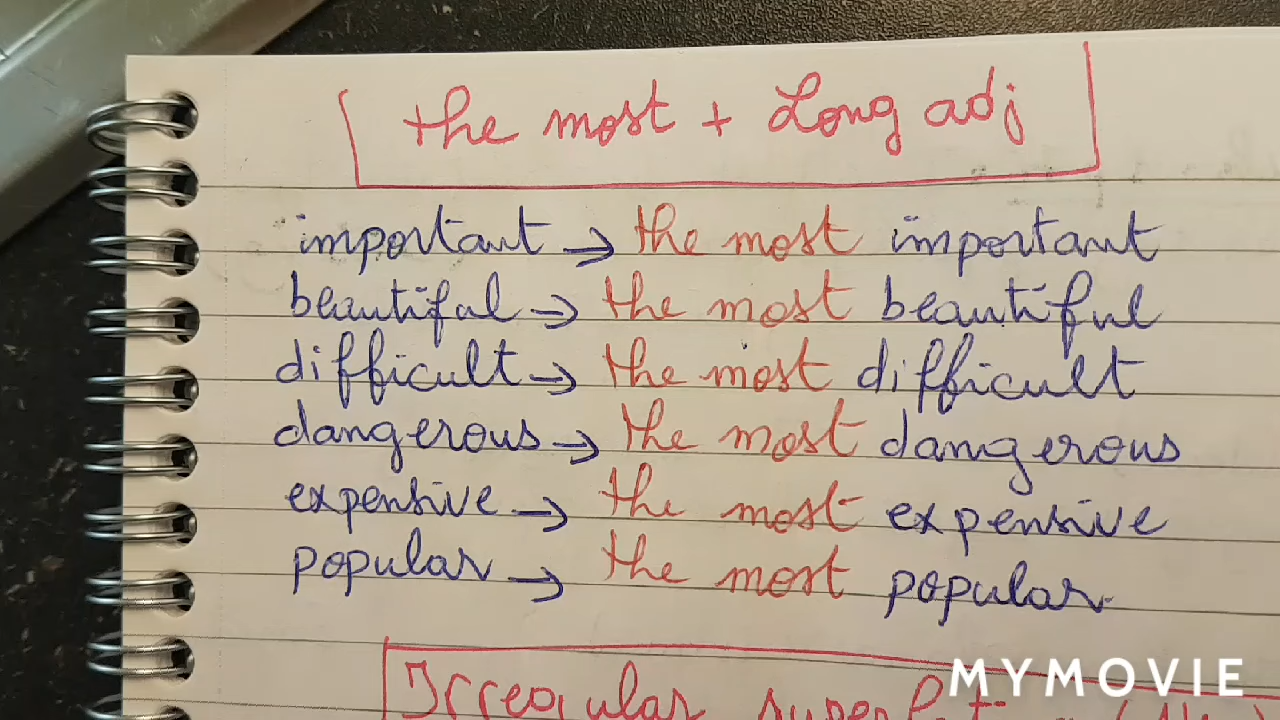 the most + Long adj
important → the most important
beautiful → the most beautiful
difficult → the most difficult
dangerous → the most dangerous
expensive → the most expensive
popular → the most popular
Irregular
MYMOVIE